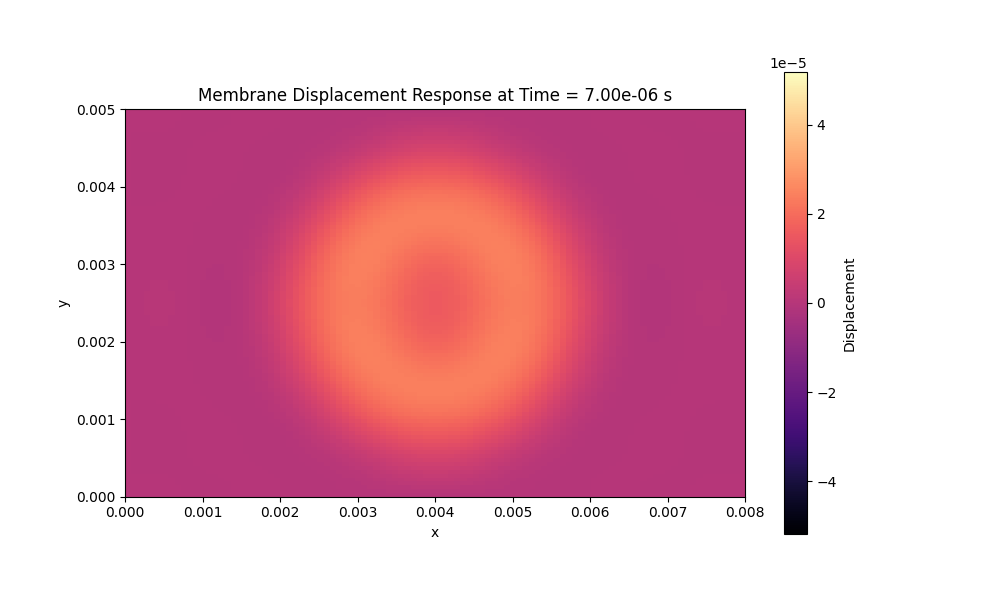 1e−5
Membrane Displacement Response at Time = 7.00e-06 s
0.005
0.004
0.003
0.002
0.001
0.000
y
0.000 0.001 0.002 0.003 0.004 0.005 0.006 0.007 0.008
x
4
2
0
−2
−4
Displacement